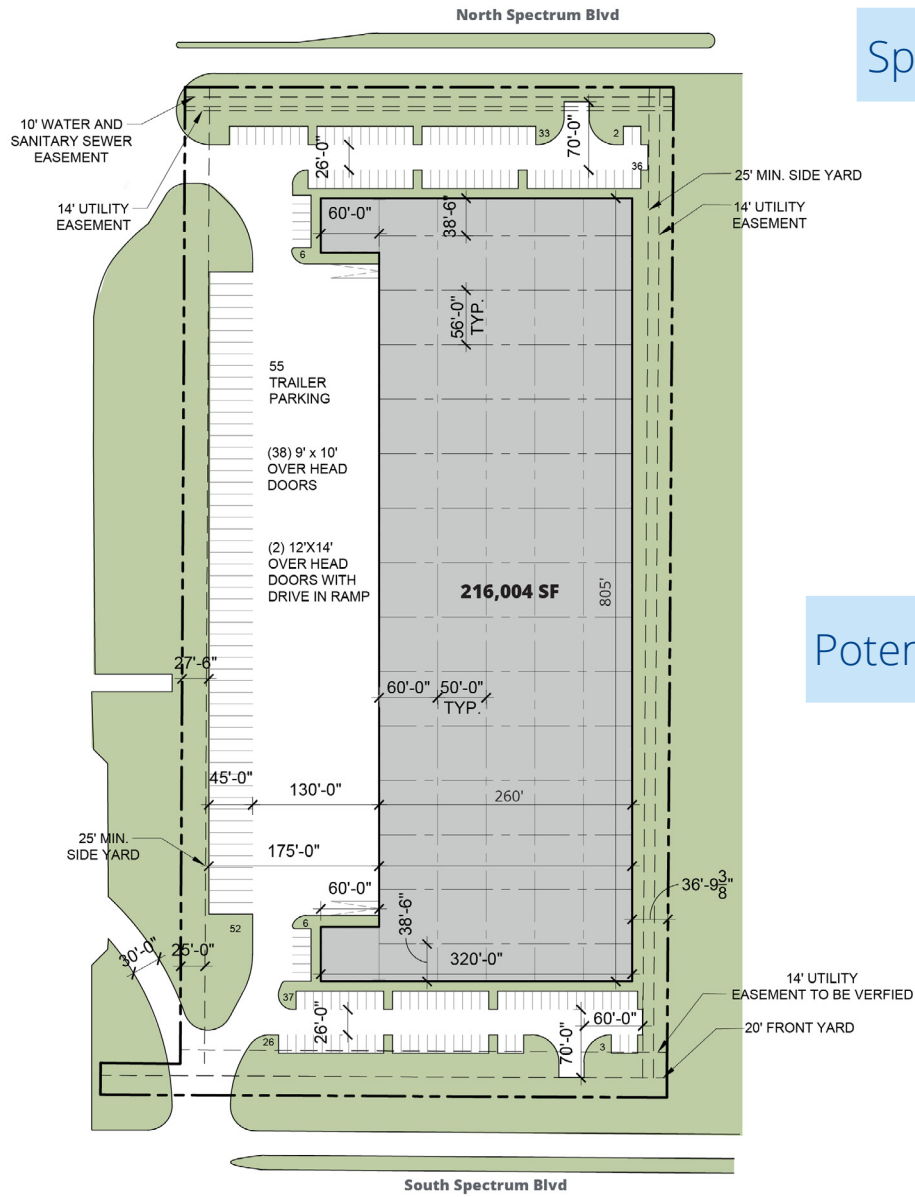 North Spectrum Blvd
Sp
10' WATER AND
SANITARY SEWER
EASEMENT
33
2
70'-0"
26'-0"
36
25' MIN. SIDE YARD
14' UTILITY
EASEMENT
14' UTILITY
EASEMENT
60'-0"
38'-6"
6
56'-0"
TYP.
55
TRAILER
PARKING
(38) 9' x 10'
OVER HEAD
DOORS
(2) 12'X14'
OVER HEAD
DOORS WITH
DRIVE IN RAMP
216,004 SF
805'
Poten
27'-6"
60'-0"
50'-0"
TYP.
45'-0"
130'-0"
260'
25' MIN.
SIDE YARD
175'-0"
60'-0"
36'-9 3/8"
38'-6"
52
6
30'-0"
25'-0"
320'-0"
14' UTILITY
EASEMENT TO BE VERFIED
37
26'-0"
60'-0"
20' FRONT YARD
26
70'-0"
3
South Spectrum Blvd